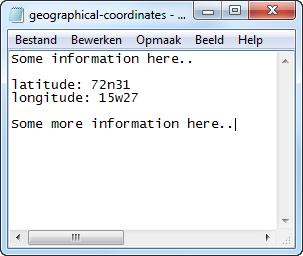 geographical-coordinates - ...
Bestand Bewerken Opmaak Beeld Help
Some information here..
latitude: 72n31
longitude: 15w27
Some more information here..